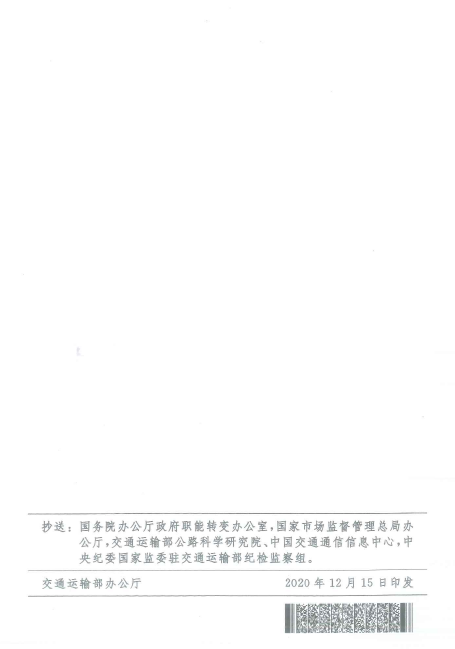 抄送：国务院办公厅政府职能转变办公室，国家市场监督管理总局办
公厅，交通运输部公路科学研究院、中国交通通信信息中心，中
央纪委国家监委驻交通运输部纪检监察组。
交通运输部办公厅 2020年12月15日印发